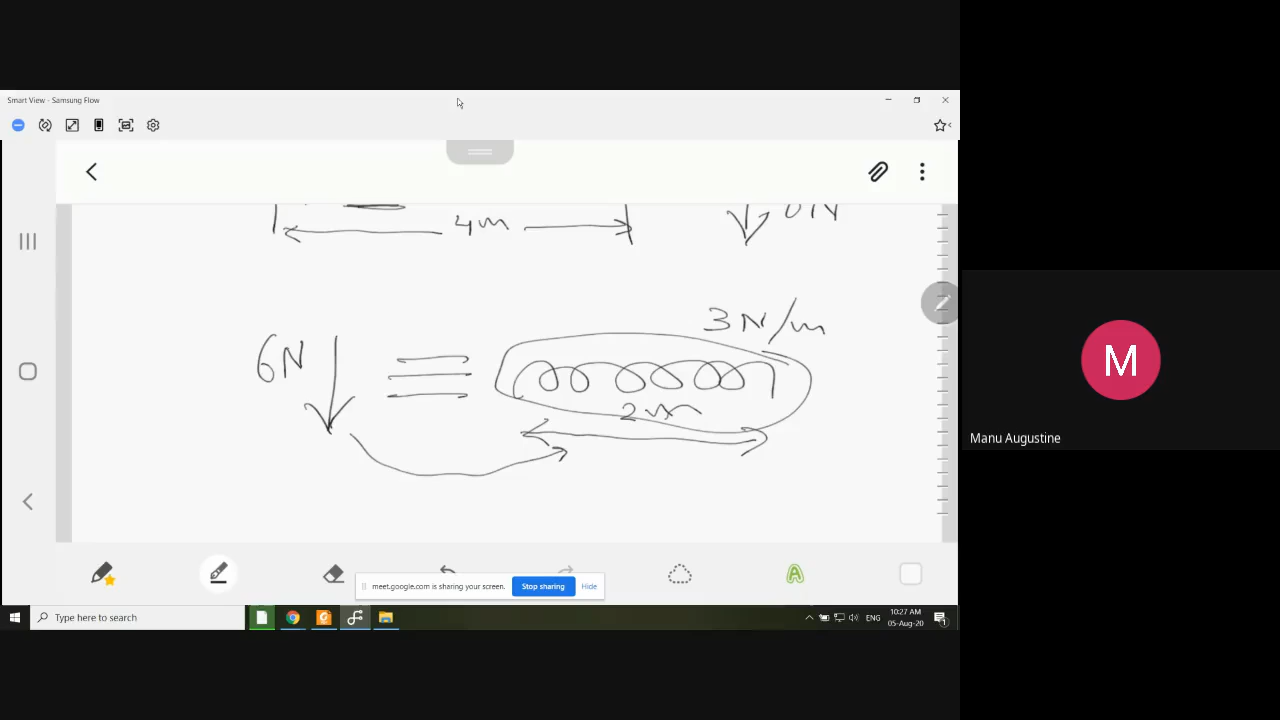 Smart View - Samsung Flow
4m
3N/m
6N
2m
M
Manu Augustine
A
meet.google.com is sharing your screen.
Stop sharing
Hide
Type here to search
ENG
10:27 AM
05-Aug-20
1